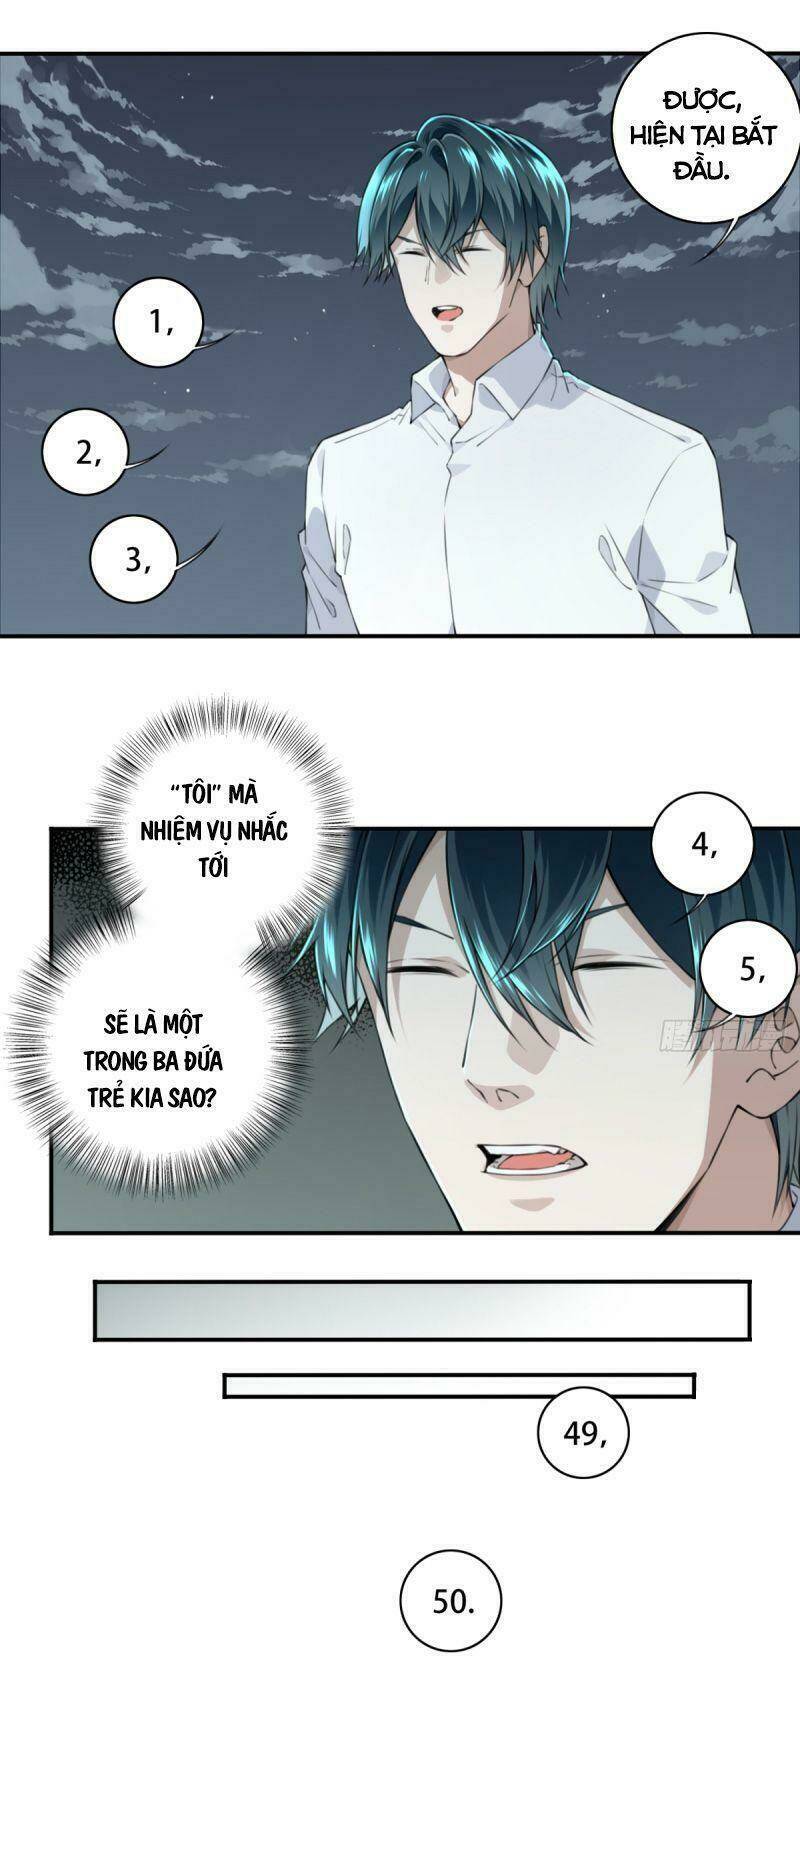 ĐƯỢC,
HIỆN TẠI BẮT
ĐẦU.
1,
2,
3,
"TÔI" MÀ
NHIỆM VỤ NHẮC
TỚI
4,
5,
SẼ LÀ MỘT
TRONG BA ĐỨA
TRẺ KIA SAO?
49,
50.